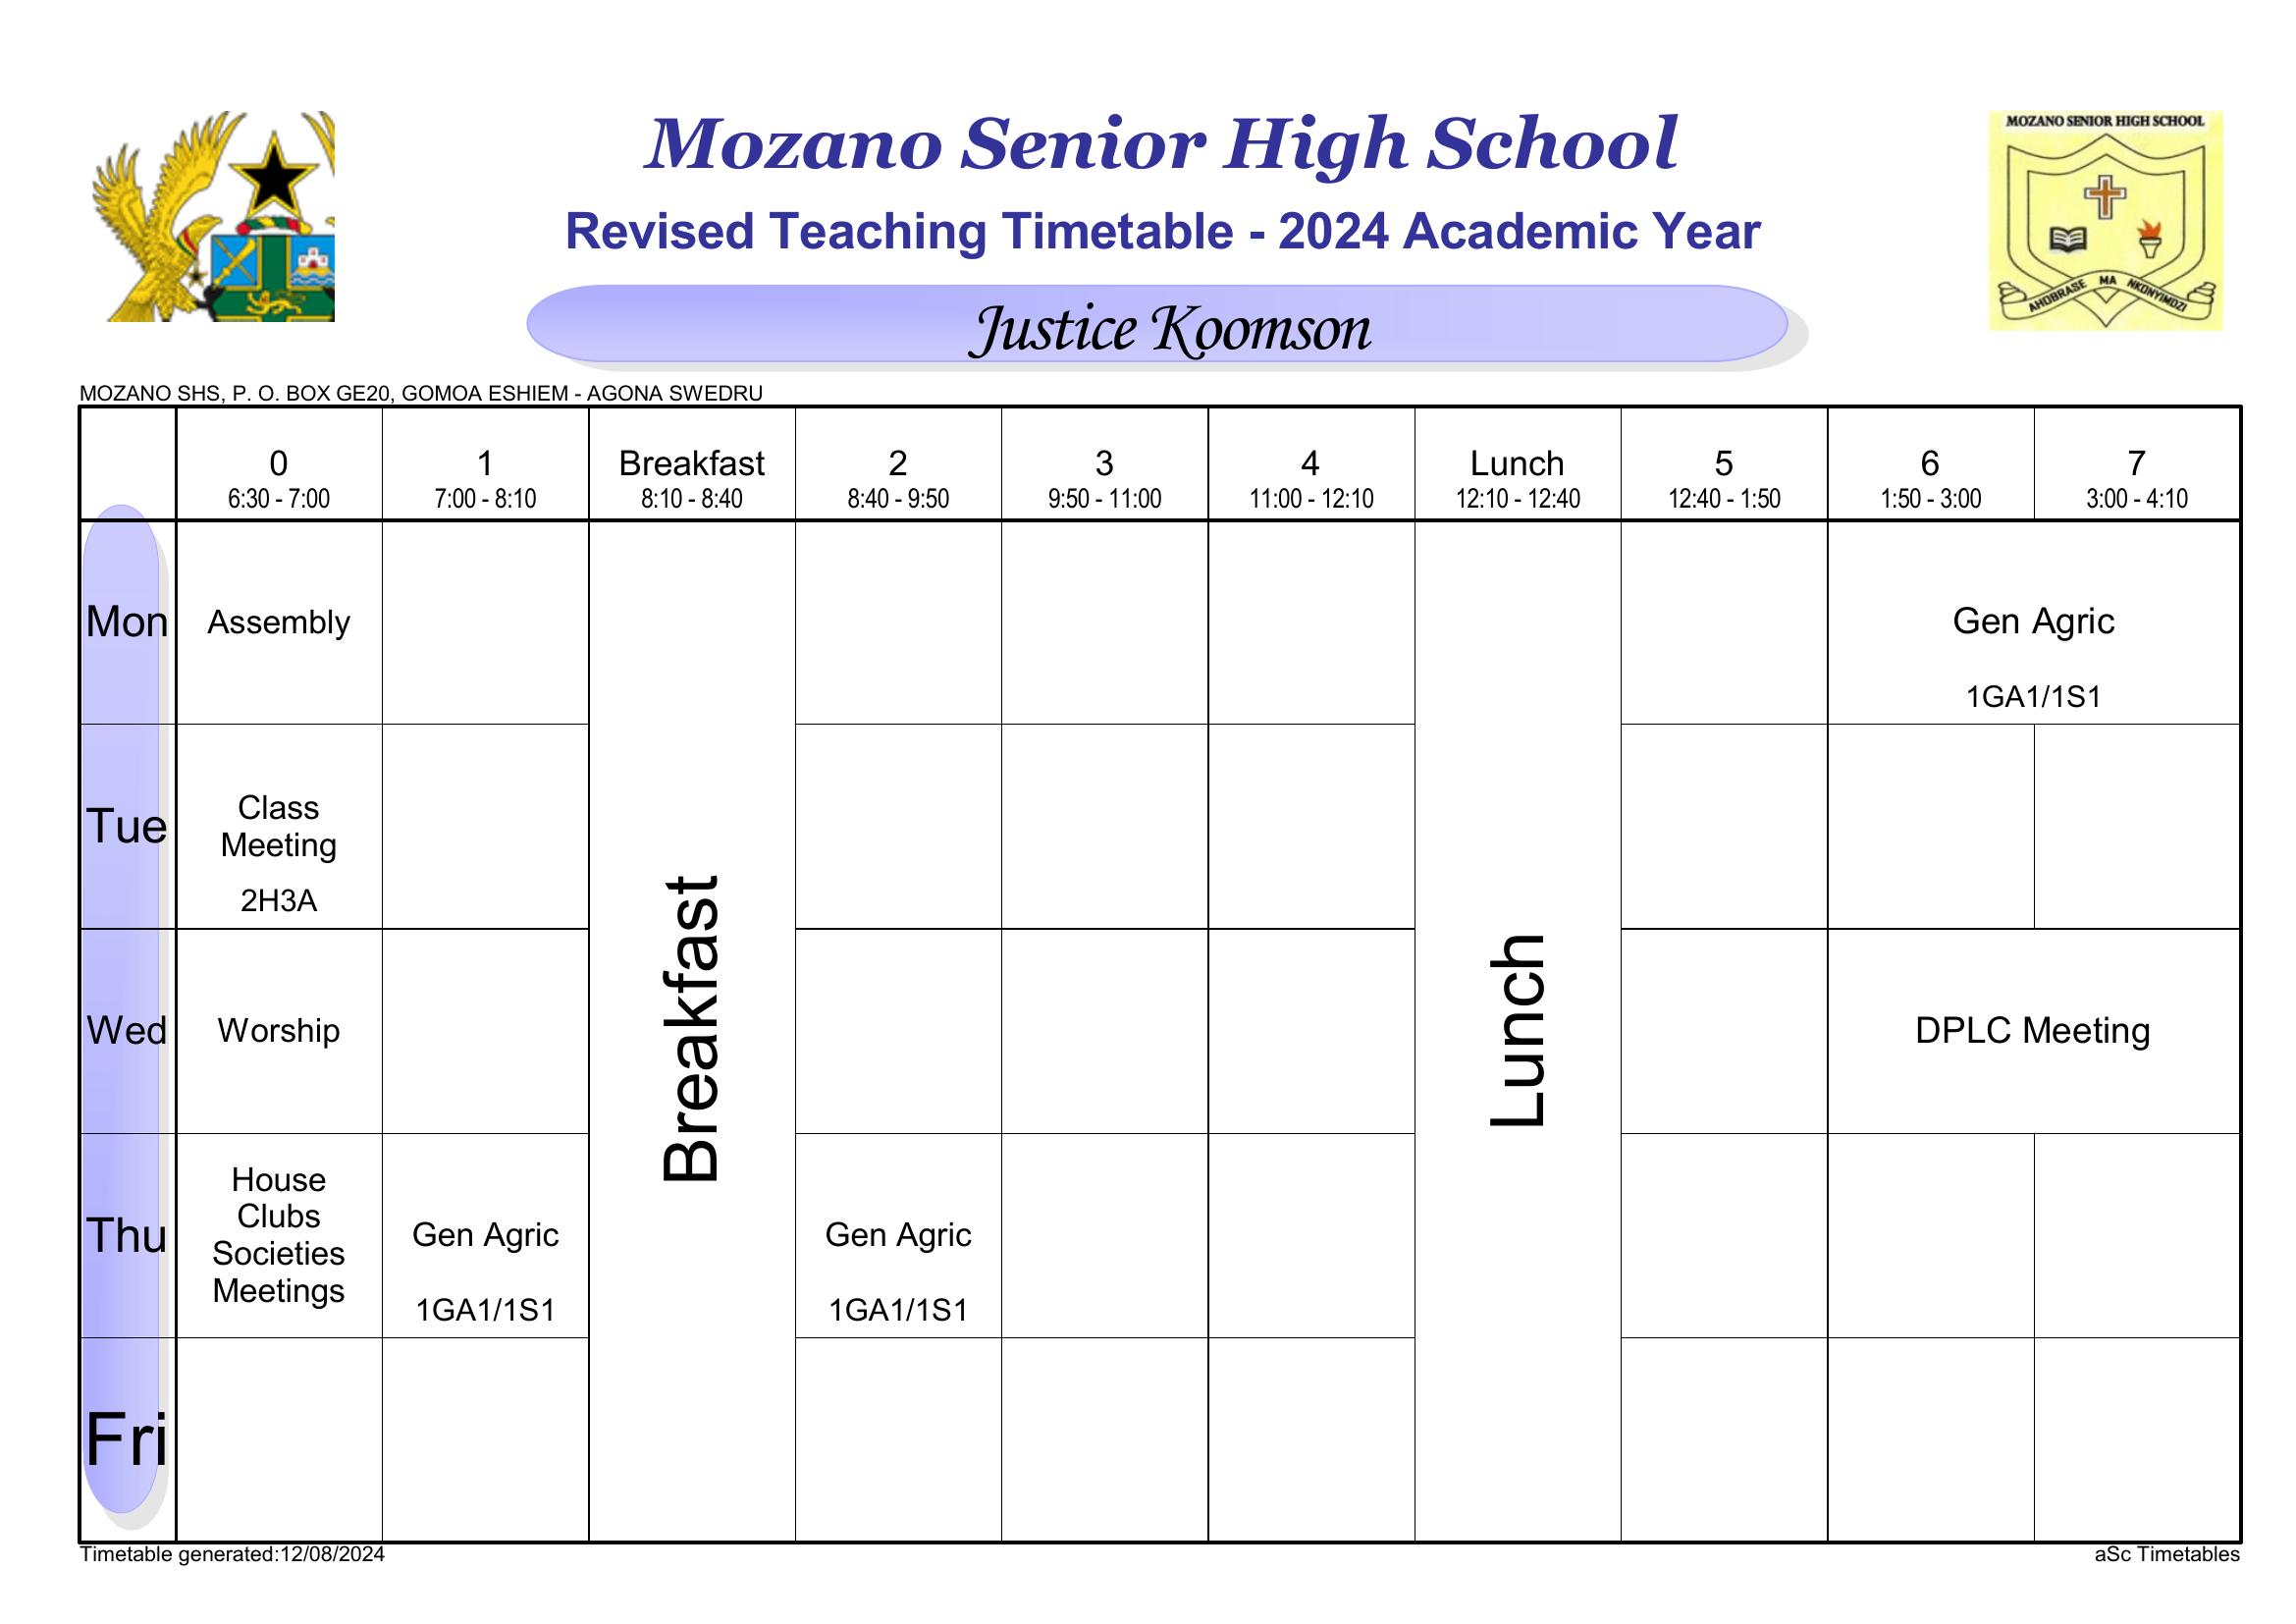 Mozano Senior High School
Revised Teaching Timetable - 2024 Academic Year
Justice Koomson
MOZANO SENIOR HIGH SCHOOL
AHOBRASE MA NKONYIMDZI
MOZANO SHS, P. O. BOX GE20, GOMOA ESHIEM - AGONA SWEDRU
0 1 Breakfast 2 3 4 Lunch 5 6 7
6:30 - 7:00 7:00 - 8:10 8:10 - 8:40 8:40 - 9:50 9:50 - 11:00 11:00 - 12:10 12:10 - 12:40 12:40 - 1:50 1:50 - 3:00 3:00 - 4:10
Mon Assembly Gen Agric
1GA1/1S1
Tue
Class
Meeting
2H3A
Breakfast
Lunch
Wed Worship DPLC Meeting
Thu
House
Clubs
Societies
Meetings
Gen Agric
1GA1/1S1
Gen Agric
1GA1/1S1
Fri
Timetable generated:12/08/2024
aSc Timetables